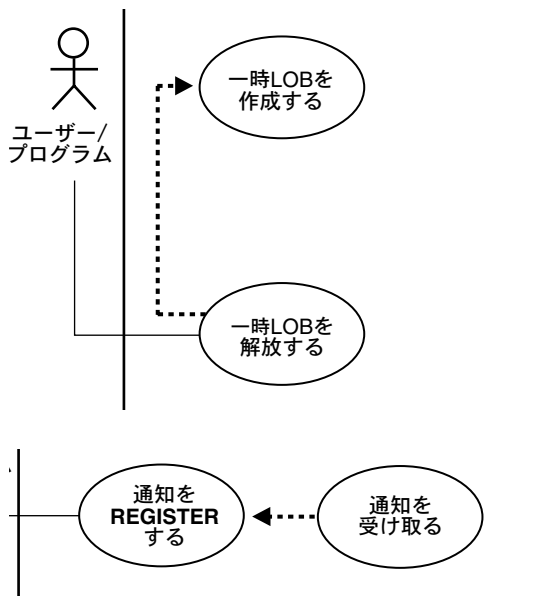 一時LOBを
作成する
ユーザー/
プログラム
一時LOBを
解放する
通知を
REGISTER
する
通知を
受け取る